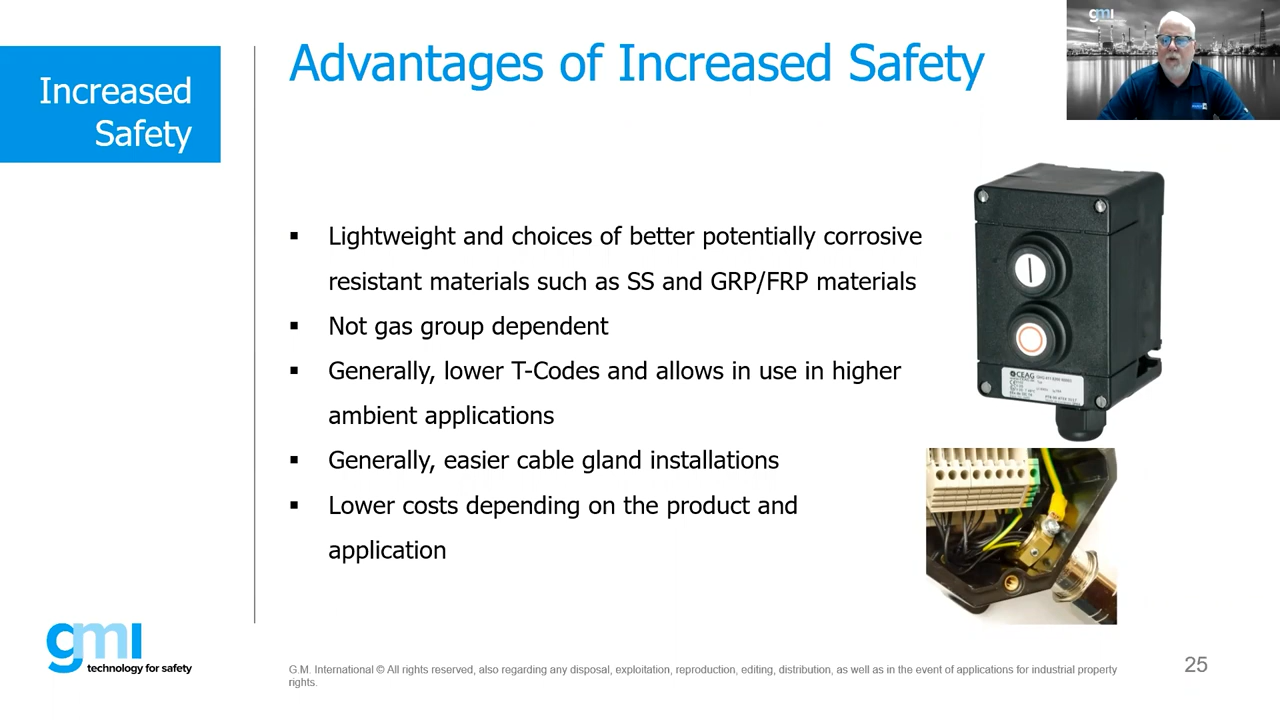 Increased
Safety
Advantages of Increased Safety
gmi
▪ Lightweight and choices of better potentially corrosive
resistant materials such as SS and GRP/FRP materials
▪ Not gas group dependent
▪ Generally, lower T-Codes and allows in use in higher
ambient applications
▪ Generally, easier cable gland installations
▪ Lower costs depending on the product and
application
CEAG
gmi
technology for safety
G.M. International © All rights reserved, also regarding any disposal, exploitation, reproduction, editing, distribution, as well as in the event of applications for industrial property
rights.
25